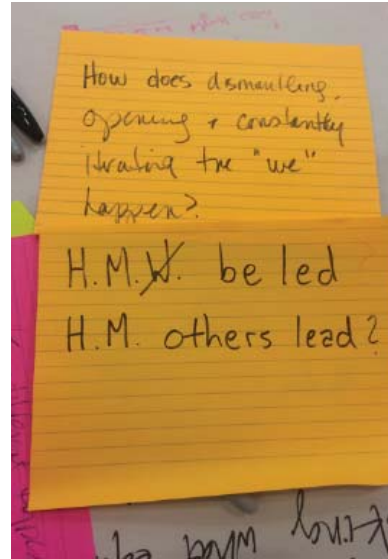 How does dismantling,
opening + constantly
iterating the "we"
happen?
H.M.W. be led
H.M. others lead?